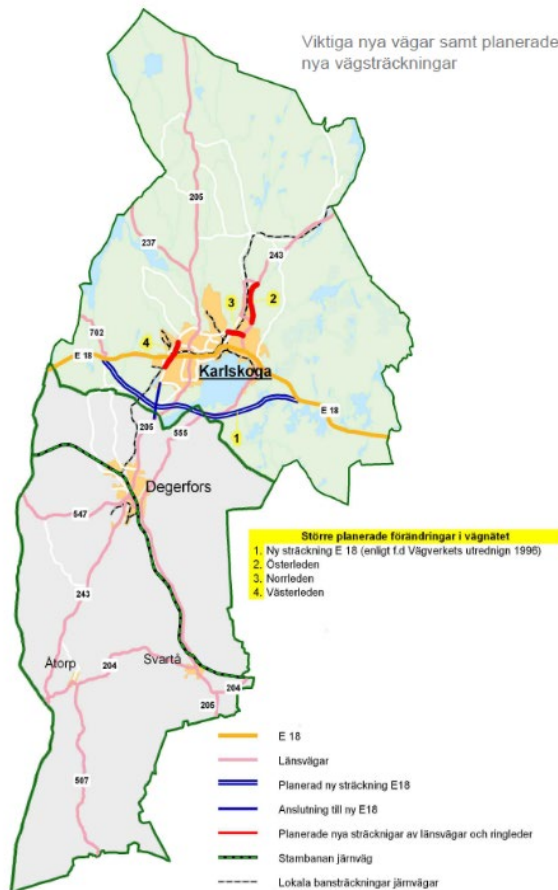 Viktiga nya vägar samt planerade
nya vägsträckningar
205
237
243
3
2
702
4
E 18
Karlskoga
E 18
205
555
1
Degerfors
547
Större planerade förändringar i vägnätet
1. Ny sträckning E 18 (enligt f.d Vägverkets utrednign 1996)
2. Österleden
3. Norrleden
4. Västerleden
243
Åtorp
204
Svartå
204
205
507
E 18
Länsvägar
Planerad ny sträckning E18
Anslutning till ny E18
Planerade nya sträcknigar av länsvägar och ringleder
Stambanan järnväg
Lokala bansträckningar järnvägar